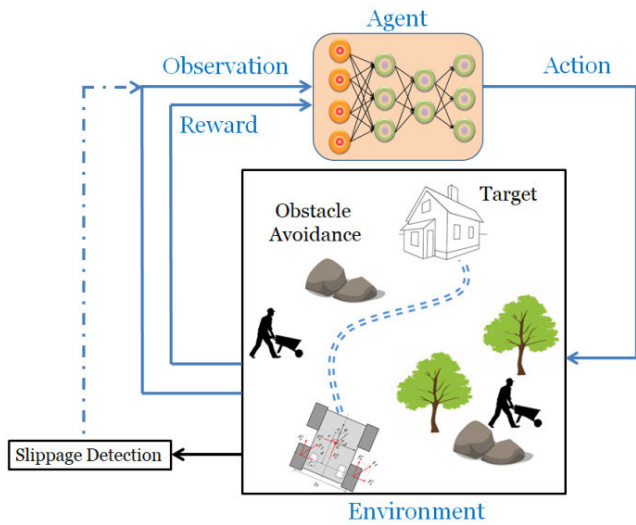 Agent
Observation
Action
Reward
Target
Obstacle
Avoidance
Slippage Detection
Environment